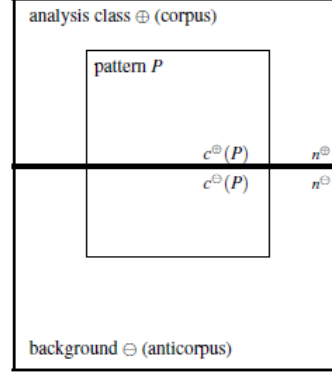 analysis class ⊕ (corpus)
pattern P
c⊕(P) n⊕
c⊖(P) n⊖
background ⊖ (anticorpus)